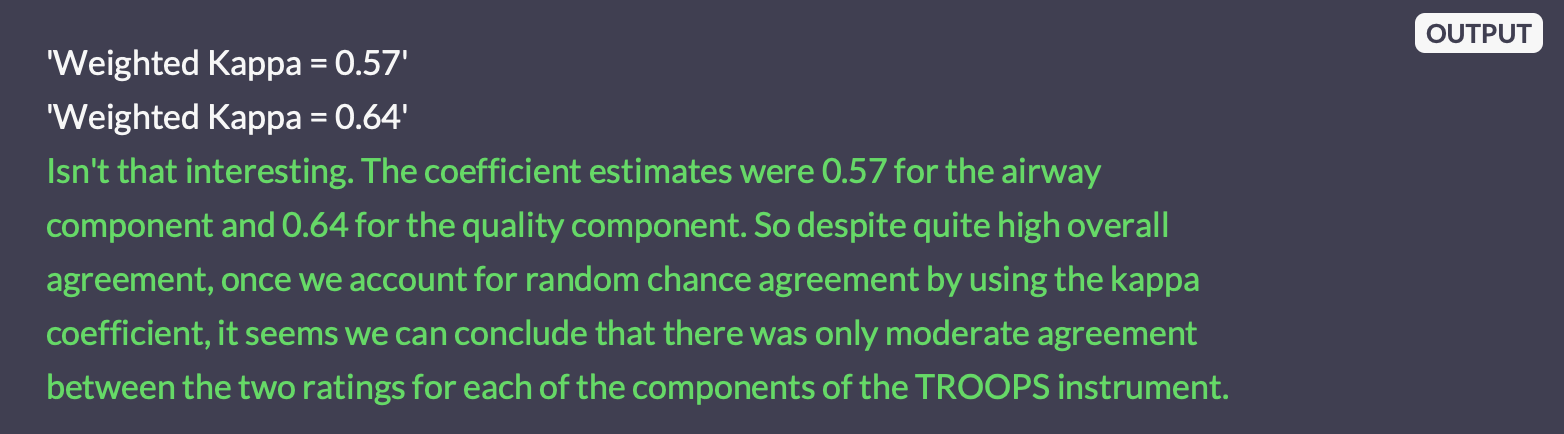 OUTPUT
'Weighted Kappa = 0.57'
'Weighted Kappa = 0.64'
Isn't that interesting. The coefficient estimates were 0.57 for the airway
component and 0.64 for the quality component. So despite quite high overall
agreement, once we account for random chance agreement by using the kappa
coefficient, it seems we can conclude that there was only moderate agreement
between the two ratings for each of the components of the TROOPS instrument.